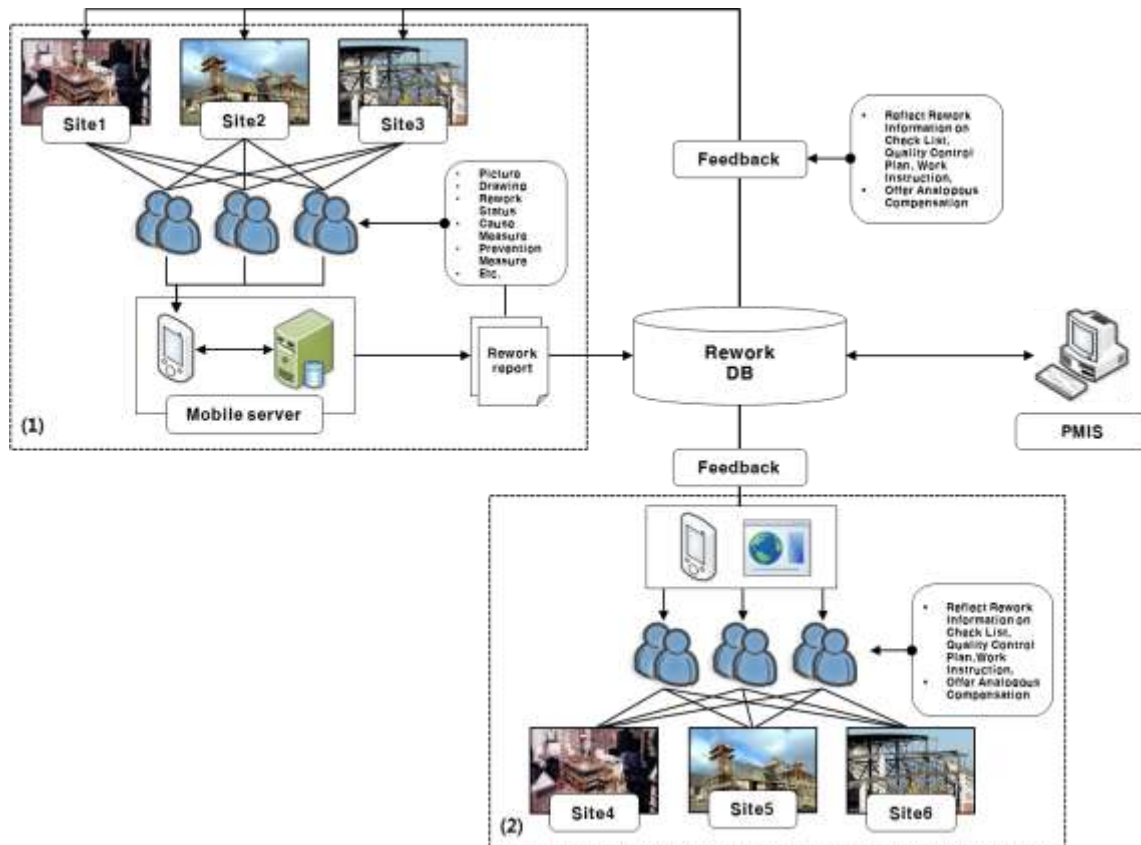 Site1
Site2
Site3
• Picture
• Drawing
• Rework
Status
• Cause
Measure
• Prevention
Measure
• Etc.
Feedback
• Reflect Rework
Information on
Check List,
Quality Control
Plan, Work
Instruction,
• Offer Analogous
Compensation
Mobile server
(1)
Rework
report
Rework
DB
PMIS
Feedback
• Reflect Rework
Information on
Check List,
Quality Control
Plan,Work
Instruction,
• Offer Analogous
Compensation
Site4
Site5
Site6
(2)